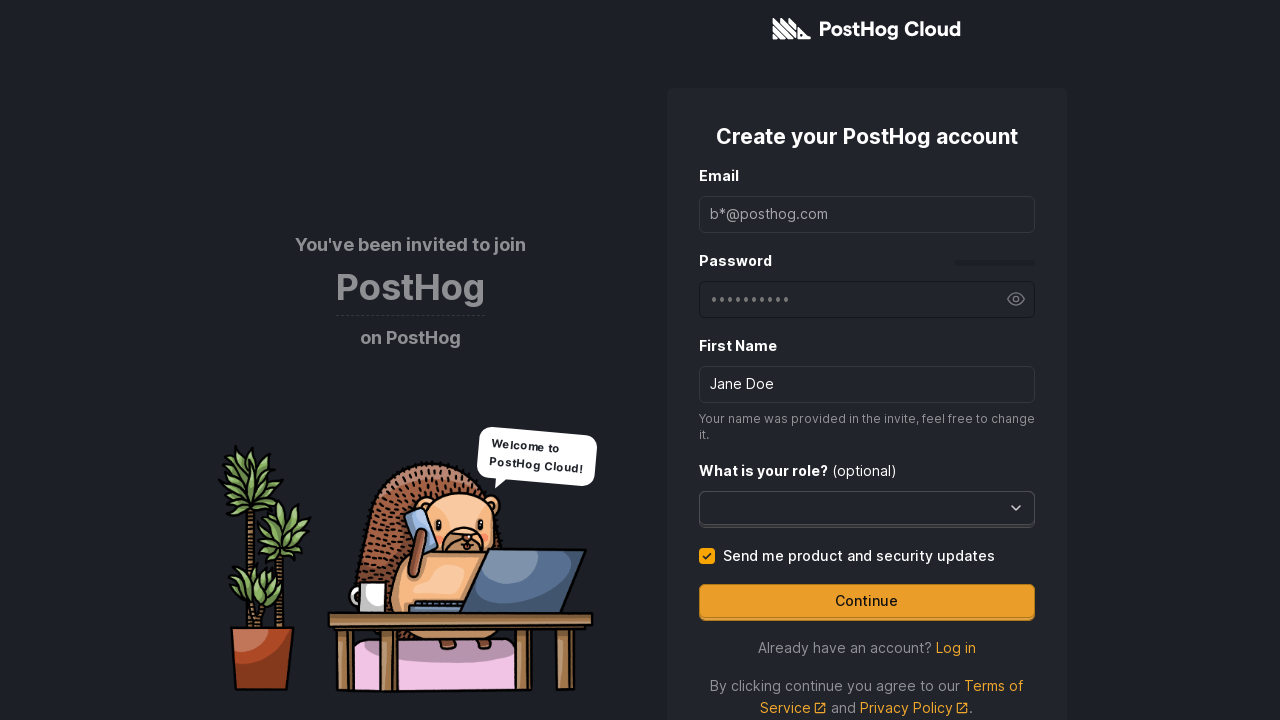 PostHog Cloud
You've been invited to join
PostHog
on PostHog
Welcome to
PostHog Cloud!
Create your PostHog account
Email
b*@posthog.com
Password
••••••••••
First Name
Jane Doe
Your name was provided in the invite, feel free to change
it.
What is your role? (optional)
Send me product and security updates
Continue
Already have an account? Log in
By clicking continue you agree to our Terms of
Service and Privacy Policy.